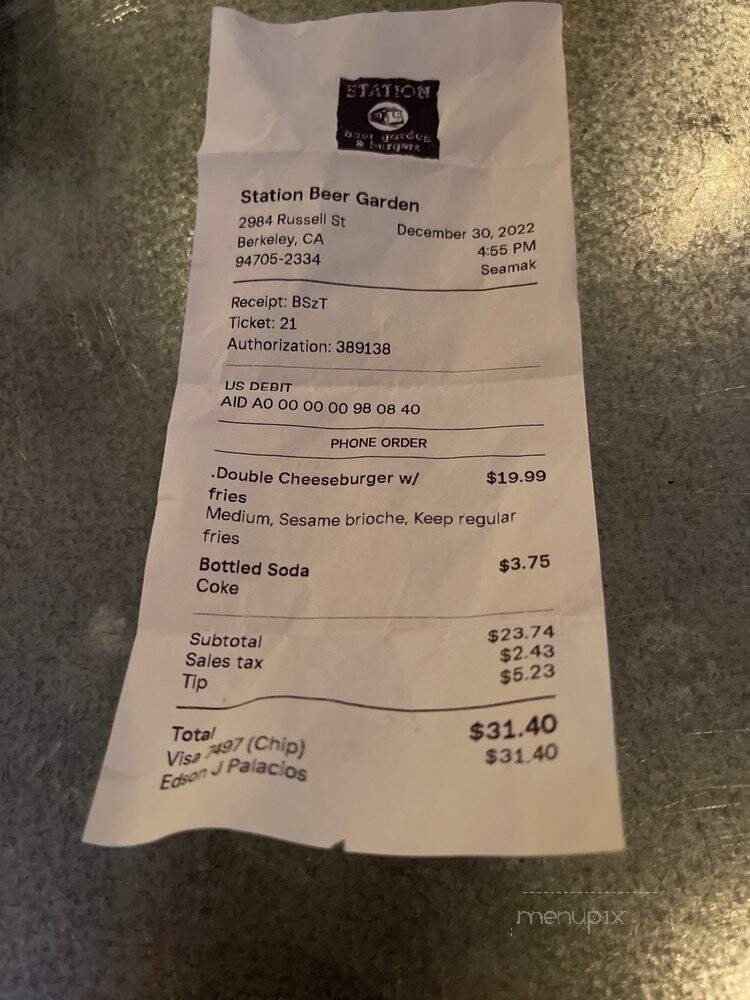 STATION
beer garden
& burgers
Station Beer Garden
2984 Russell St
Berkeley, CA
94705-2334
December 30, 2022
4:55 PM
Seamak
Receipt: BSzT
Ticket: 21
Authorization: 389138
US DEBIT
AID A0 00 00 00 98 08 40
PHONE ORDER
.Double Cheeseburger w/ $19.99
fries
Medium, Sesame brioche, Keep regular
fries
Bottled Soda $3.75
Coke
Subtotal $23.74
Sales tax $2.43
Tip $5.23
Total $31.40
Visa 7497 (Chip) $31.40
Edson J Palacios
menupix